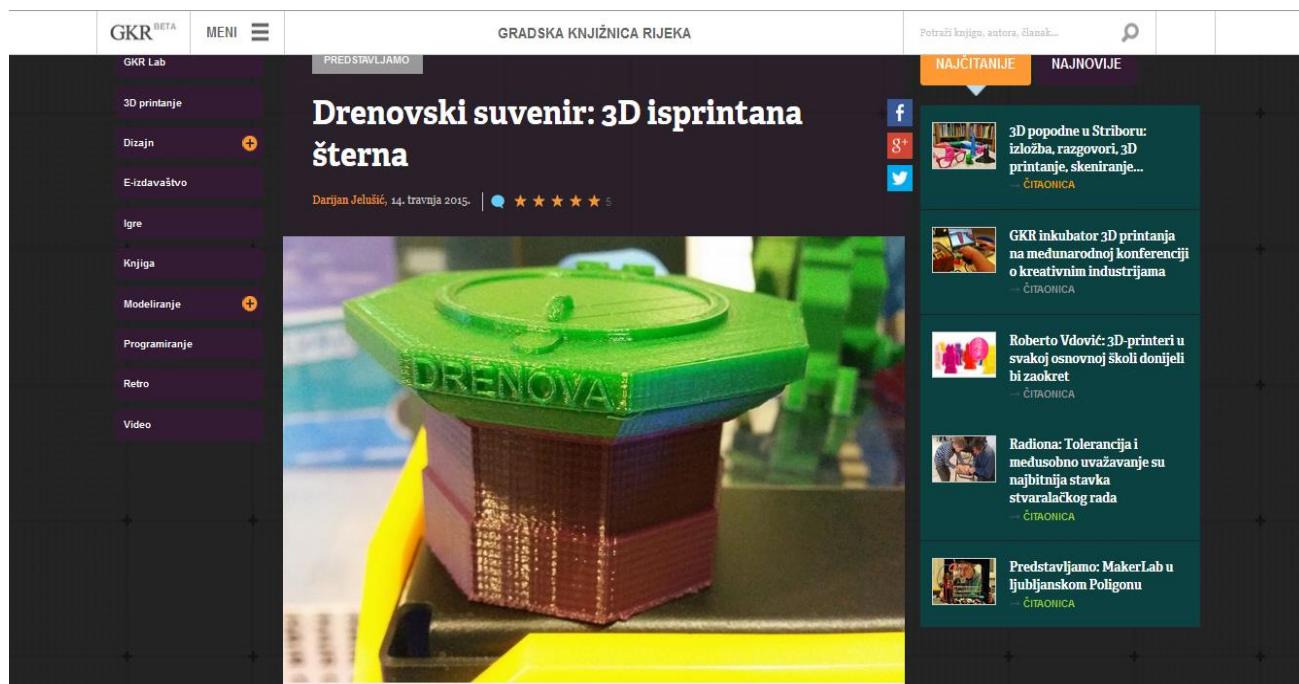 GKR BETA
MENI
GRADSKA KNJIŽNICA RIJEKA
Potraži knjigu, autora, članak...
GKR Lab
3D printanje
Dizajn
E-izdavaštvo
Igre
Knjiga
Modeliranje
Programiranje
Retro
Video
PREDSTAVLJAMO
Drenovski suvenir: 3D isprintana
šterna
Darijan Jelušić, 14. travnja 2015.
5
f
g+
DRENOVA
NAJČITANIJE
NAJNOVIJE
3D popodne u Striboru:
izložba, razgovori, 3D
printanje, skeniranje...
→ ČITAONICA
GKR inkubator 3D printanja
na međunarodnoj konferenciji
o kreativnim industrijama
→ ČITAONICA
Roberto Vdović: 3D-printeri u
svakoj osnovnoj školi donijeli
bi zaokret
→ ČITAONICA
Radiona: Tolerancija i
međusobno uvažavanje su
najbitnija stavka
stvaralačkog rada
→ ČITAONICA
Predstavljamo: MakerLab u
ljubljanskom Poligonu
→ ČITAONICA